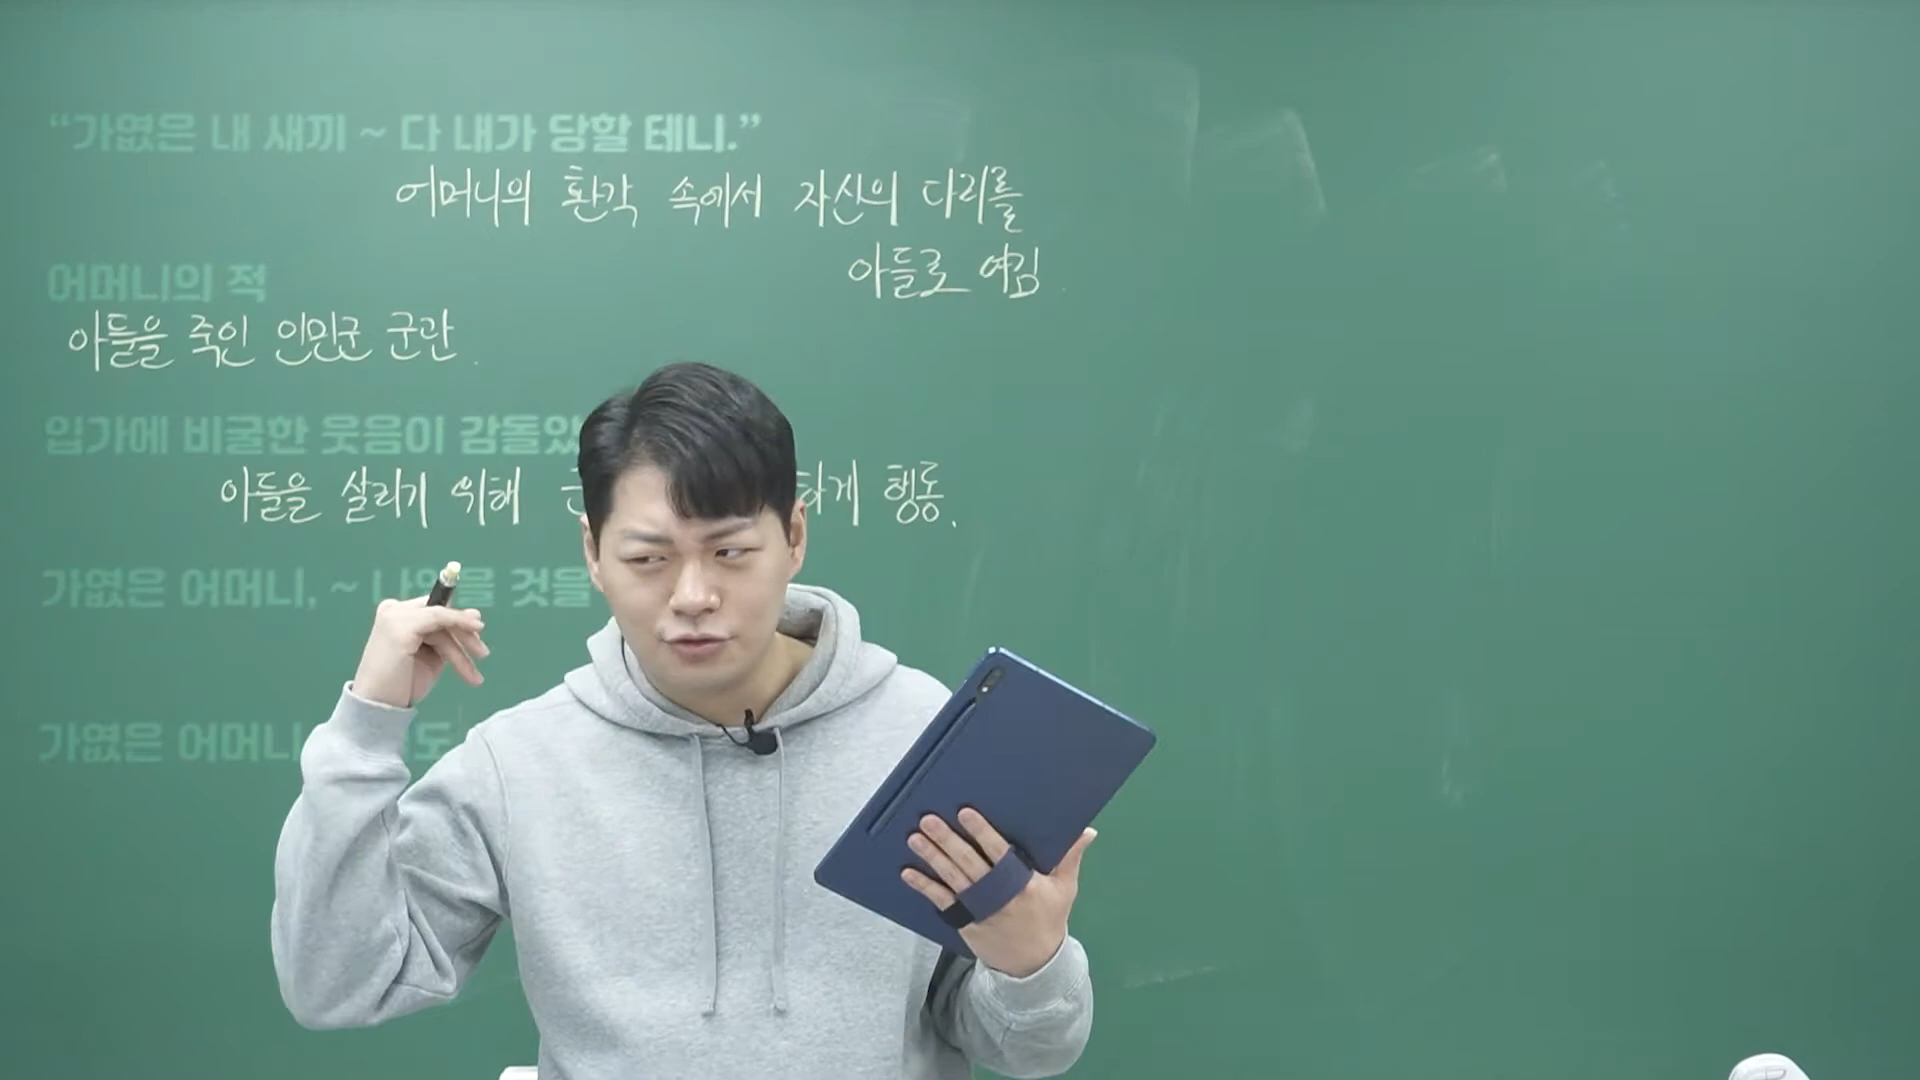 “가엾은 내 새끼 ~ 다 내가 당할 테니.”
어머니의 환각 속에서 자신의 다리를
아들로 여김.
어머니의 적
아들을 죽인 인민군 군관.
입가에 비굴한 웃음이 감돌았
아들을 살리기 위해 하게 행동.
가엾은 어머니, ~ 것을
가엾은 어머니